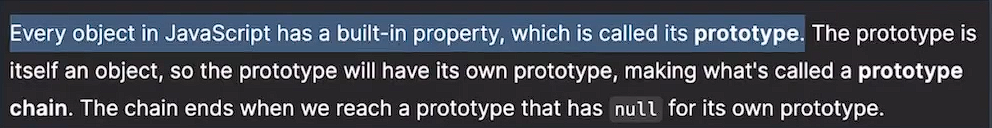 Every object in JavaScript has a built-in property, which is called its prototype. The prototype is
itself an object, so the prototype will have its own prototype, making what's called a prototype
chain. The chain ends when we reach a prototype that has null for its own prototype.